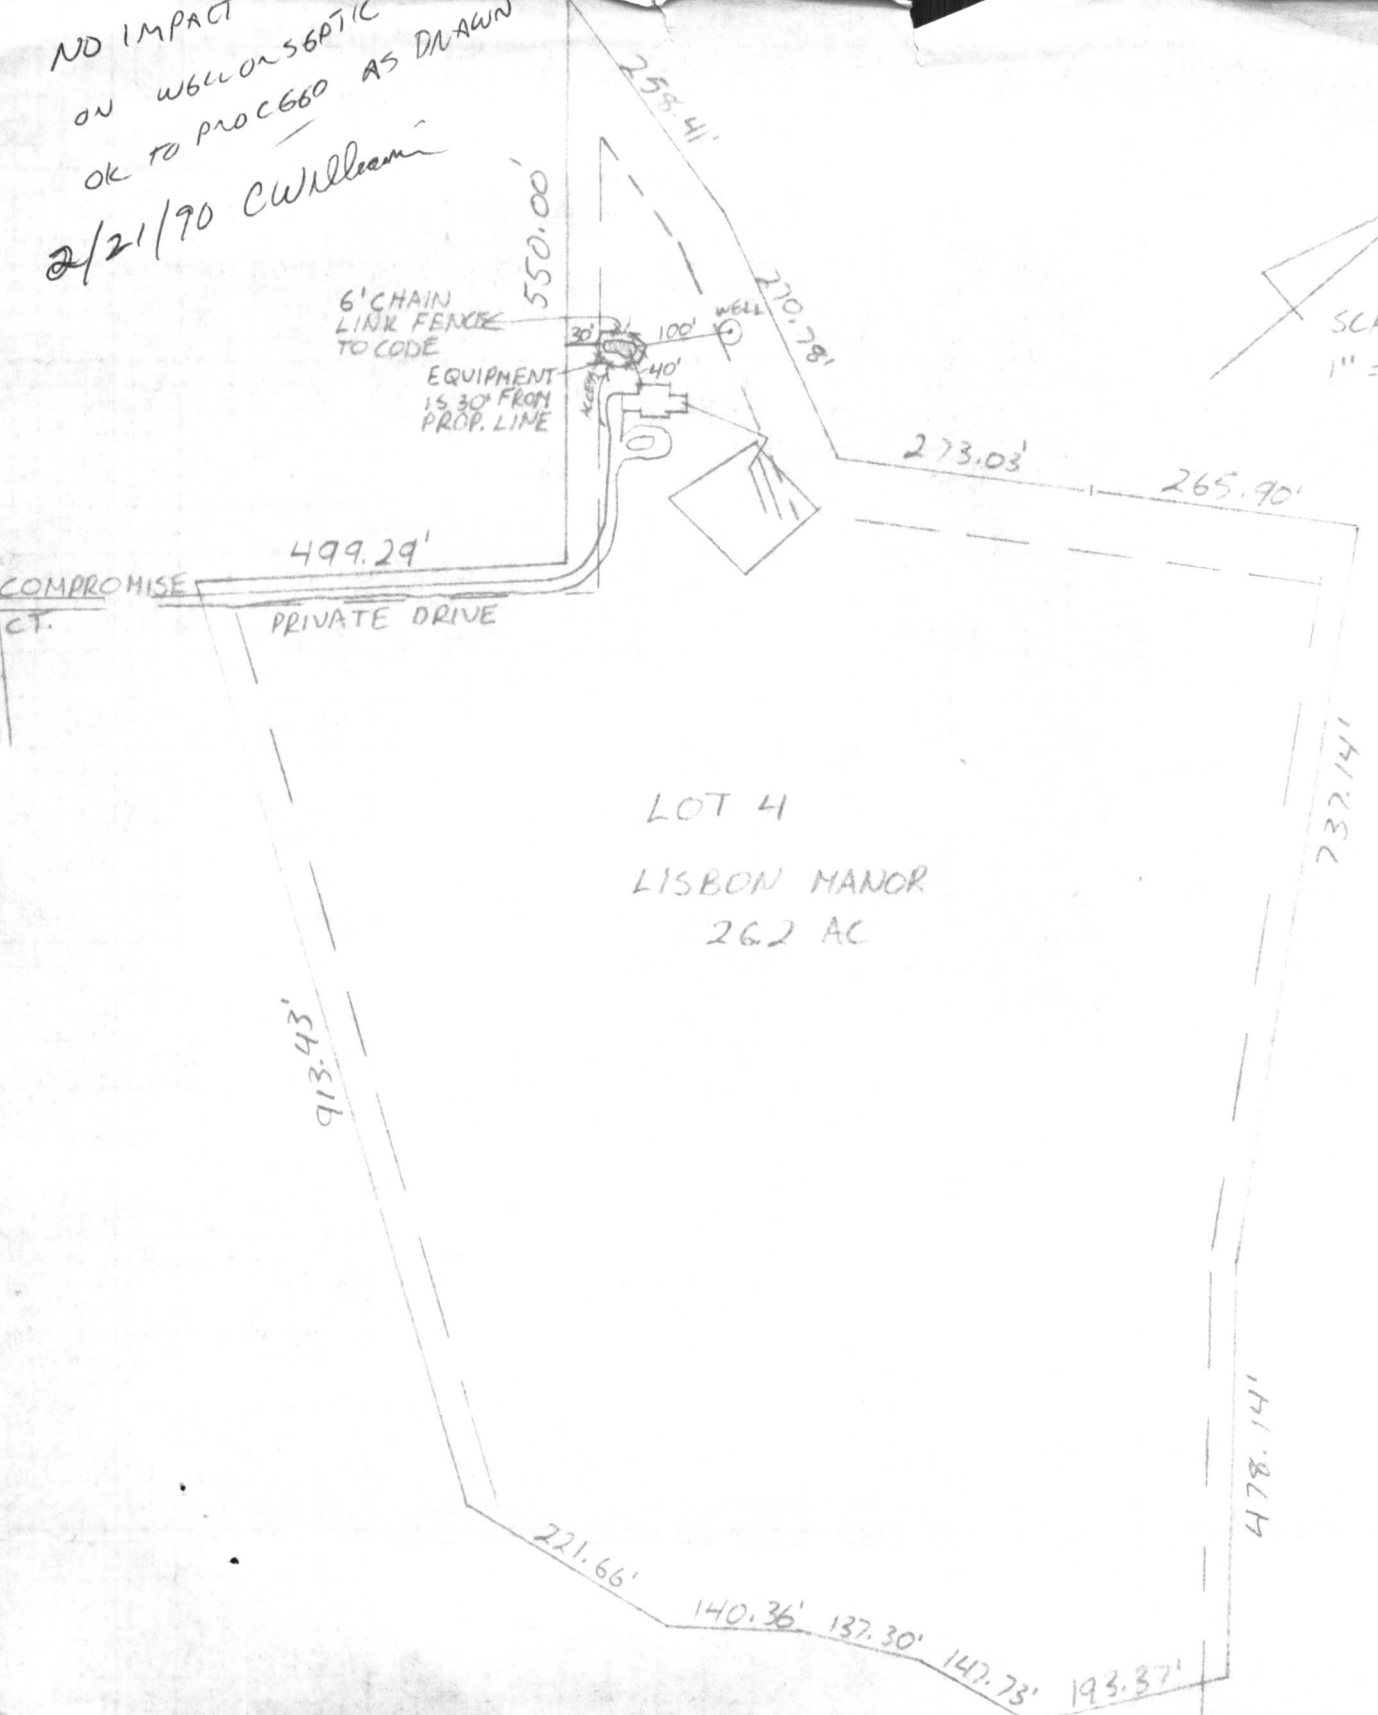 NO IMPACT
ON WELL OR SEPTIC
OK TO PROCEED AS DRAWN
2/21/90 CWilliams
258.41'
550.00'
270.78'
6' CHAIN
LINK FENCE
TO CODE
30'
100'
WELL
EQUIPMENT
IS 30' FROM
PROP. LINE
40'
SCA
1" =
273.03'
265.90'
499.29'
COMPROMISE
CT.
PRIVATE DRIVE
737.14'
LOT 4
LISBON MANOR
26.2 AC
913.43'
478.14'
221.66'
140.36'
137.30'
147.73'
193.37'